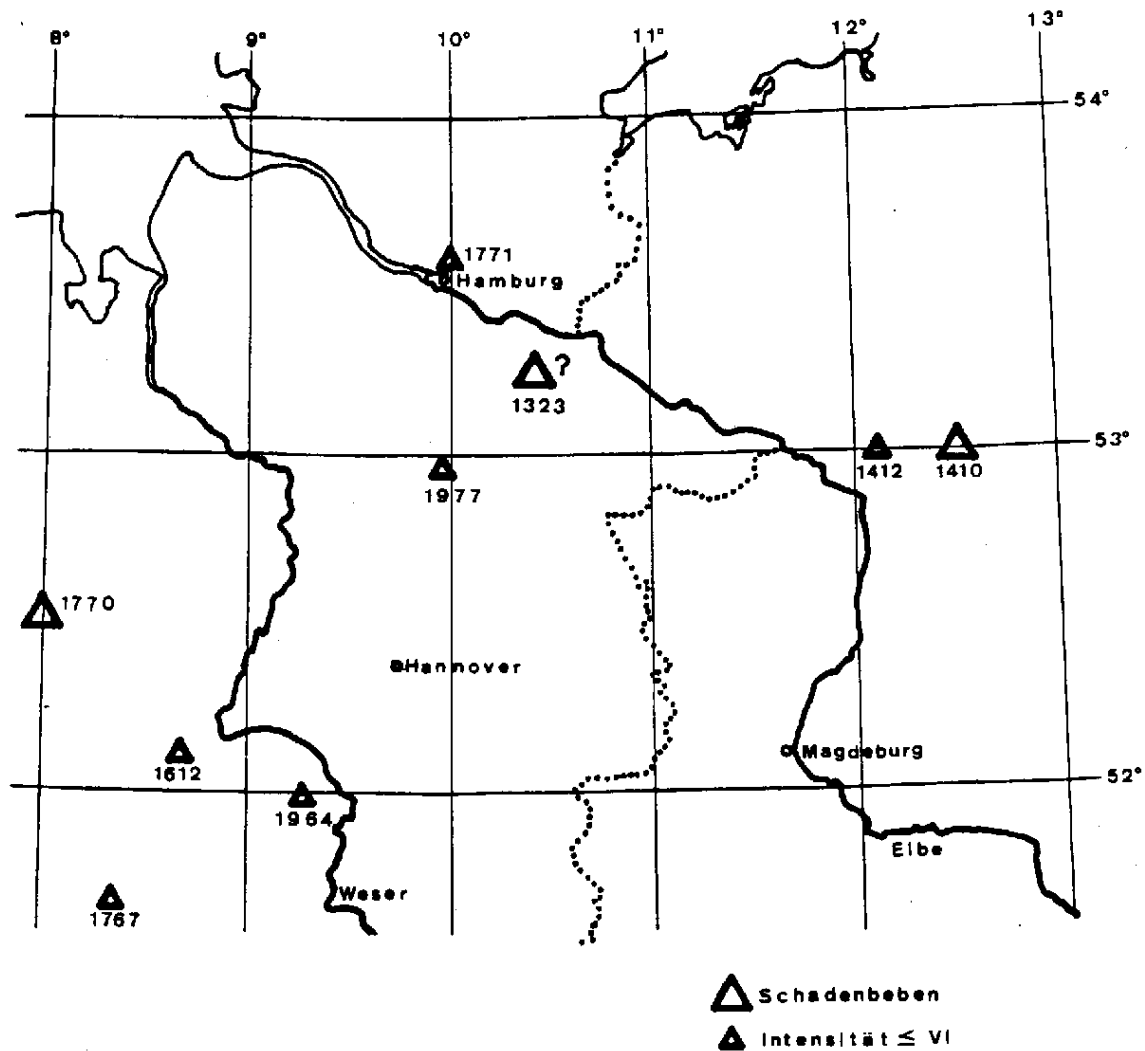 8° 9° 10° 11° 12° 13°
54°
1771
Hamburg
?
1323
53°
1977
1412
1410
1770
Hannover
Magdeburg
1612
52°
1964
Elbe
Weser
1767
Schadenbeben
Intensität ≤ VI